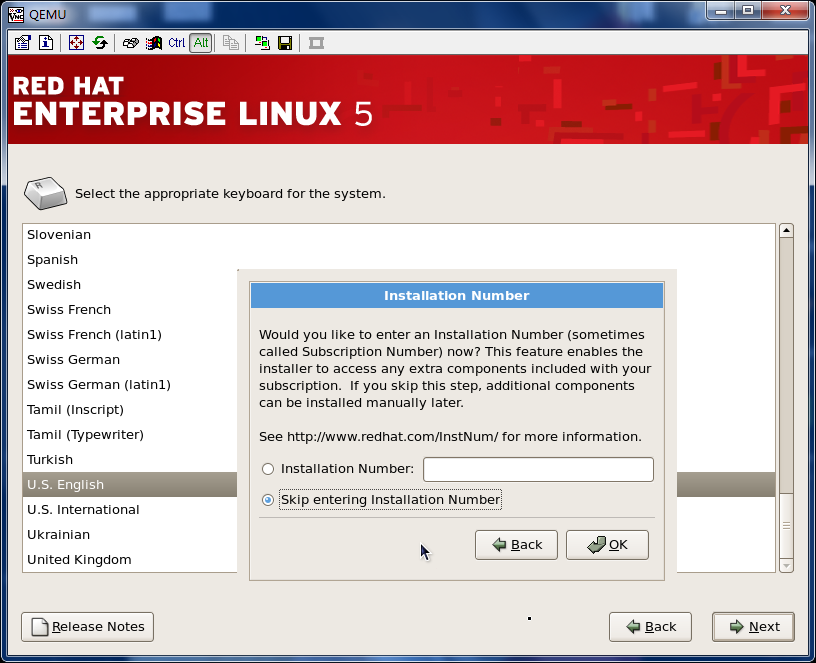 QEMU
Ctrl Alt
RED HAT
ENTERPRISE LINUX 5
Select the appropriate keyboard for the system.
Slovenian
Spanish
Swedish
Swiss French
Swiss French (latin1)
Swiss German
Swiss German (latin1)
Tamil (Inscript)
Tamil (Typewriter)
Turkish
U.S. English
U.S. International
Ukrainian
United Kingdom
Installation Number
Would you like to enter an Installation Number (sometimes
called Subscription Number) now? This feature enables the
installer to access any extra components included with your
subscription. If you skip this step, additional components
can be installed manually later.
See http://www.redhat.com/InstNum/ for more information.
Installation Number:
Skip entering Installation Number
Back OK
Release Notes Back Next